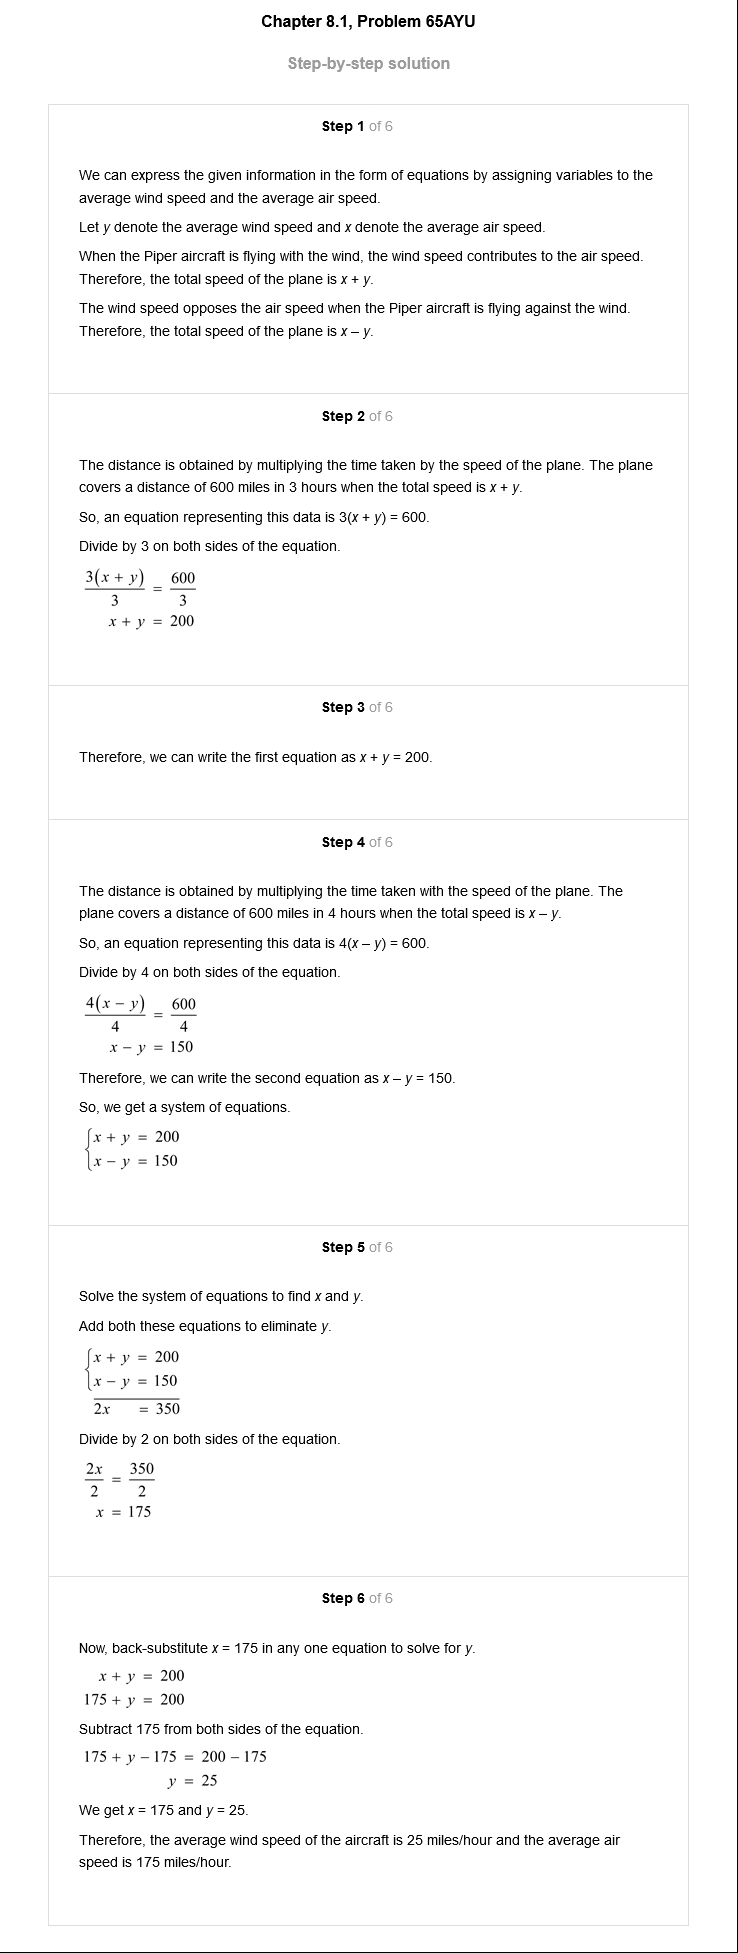 Chapter 8.1, Problem 65AYU
Step-by-step solution
Step 1 of 6
We can express the given information in the form of equations by assigning variables to the
average wind speed and the average air speed.
Let y denote the average wind speed and x denote the average air speed.
When the Piper aircraft is flying with the wind, the wind speed contributes to the air speed.
Therefore, the total speed of the plane is x + y.
The wind speed opposes the air speed when the Piper aircraft is flying against the wind.
Therefore, the total speed of the plane is x – y.
Step 2 of 6
The distance is obtained by multiplying the time taken by the speed of the plane. The plane
covers a distance of 600 miles in 3 hours when the total speed is x + y.
So, an equation representing this data is 3(x + y) = 600.
Divide by 3 on both sides of the equation.
3(x + y)/3 = 600/3
x + y = 200
Step 3 of 6
Therefore, we can write the first equation as x + y = 200.
Step 4 of 6
The distance is obtained by multiplying the time taken with the speed of the plane. The
plane covers a distance of 600 miles in 4 hours when the total speed is x – y.
So, an equation representing this data is 4(x – y) = 600.
Divide by 4 on both sides of the equation.
4(x − y)/4 = 600/4
x − y = 150
Therefore, we can write the second equation as x – y = 150.
So, we get a system of equations.
x + y = 200
x − y = 150
Step 5 of 6
Solve the system of equations to find x and y.
Add both these equations to eliminate y.
x + y = 200
x − y = 150
2x = 350
Divide by 2 on both sides of the equation.
2x/2 = 350/2
x = 175
Step 6 of 6
Now, back-substitute x = 175 in any one equation to solve for y.
x + y = 200
175 + y = 200
Subtract 175 from both sides of the equation.
175 + y − 175 = 200 − 175
y = 25
We get x = 175 and y = 25.
Therefore, the average wind speed of the aircraft is 25 miles/hour and the average air
speed is 175 miles/hour.